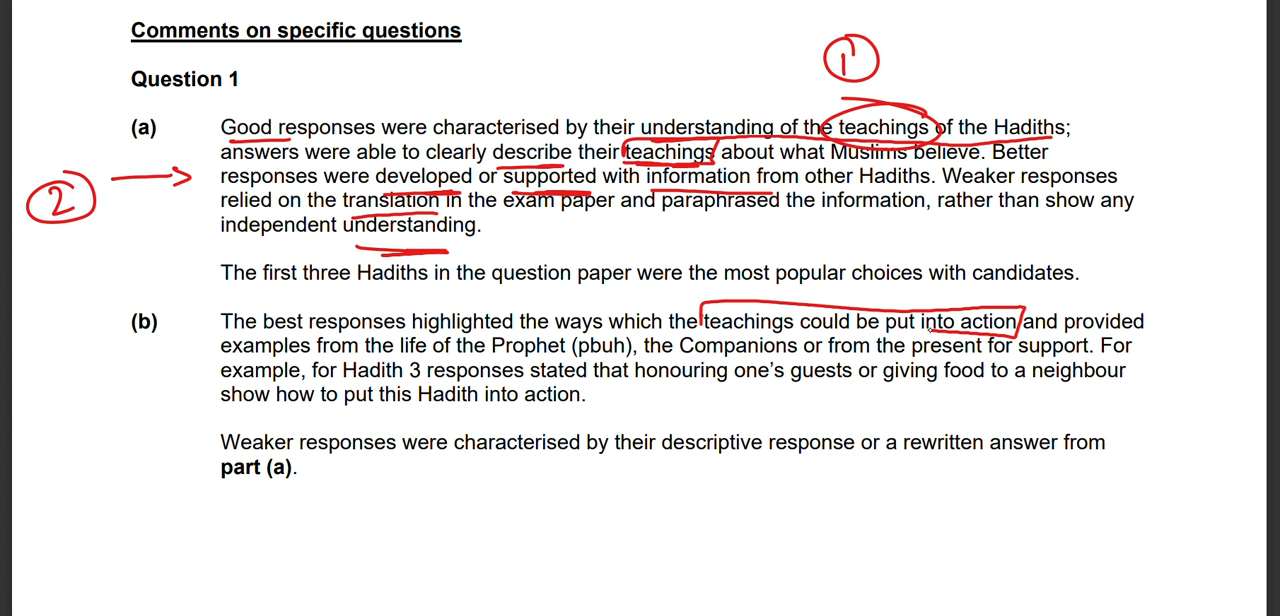 Comments on specific questions
1
Question 1
(a) Good responses were characterised by their understanding of the teachings of the Hadiths;
answers were able to clearly describe their teachings about what Muslims believe. Better
2 responses were developed or supported with information from other Hadiths. Weaker responses
relied on the translation in the exam paper and paraphrased the information, rather than show any
independent understanding.
The first three Hadiths in the question paper were the most popular choices with candidates.
(b) The best responses highlighted the ways which the teachings could be put into action and provided
examples from the life of the Prophet (pbuh), the Companions or from the present for support. For
example, for Hadith 3 responses stated that honouring one's guests or giving food to a neighbour
show how to put this Hadith into action.
Weaker responses were characterised by their descriptive response or a rewritten answer from
part (a).